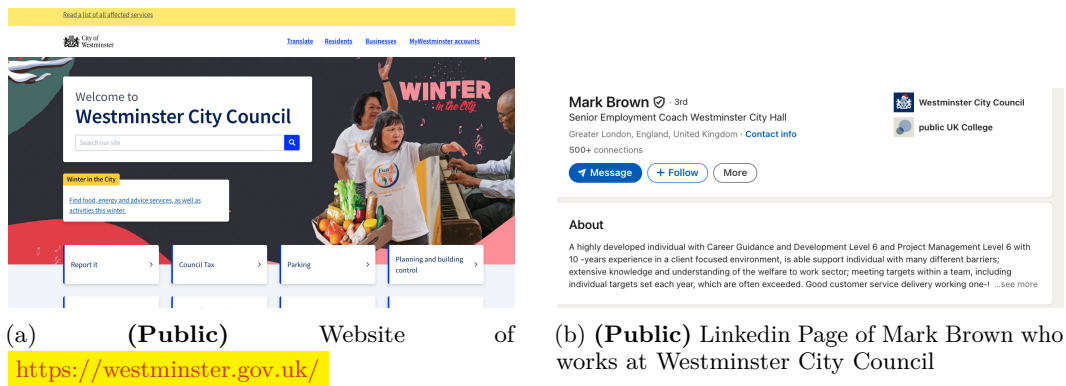 Read a list of all affected services
City of
Westminster
Translate Residents Businesses MyWestminster accounts
Welcome to
Westminster City Council
Search our site
WINTER
in the City
Winter in the City
Find food, energy and advice services, as well as
activities this winter.
Report it
Council Tax
Parking
Planning and building
control
(a) (Public) Website of
https://westminster.gov.uk/
Mark Brown · 3rd
Senior Employment Coach Westminster City Hall
Greater London, England, United Kingdom · Contact info
500+ connections
Message + Follow More
Westminster City Council
public UK College
About
A highly developed individual with Career Guidance and Development Level 6 and Project Management Level 6 with
10 -years experience in a client focused environment, is able support individual with many different barriers;
extensive knowledge and understanding of the welfare to work sector; meeting targets within a team, including
individual targets set each year, which are often exceeded. Good customer service delivery working one-! ...see more
(b) (Public) Linkedin Page of Mark Brown who
works at Westminster City Council